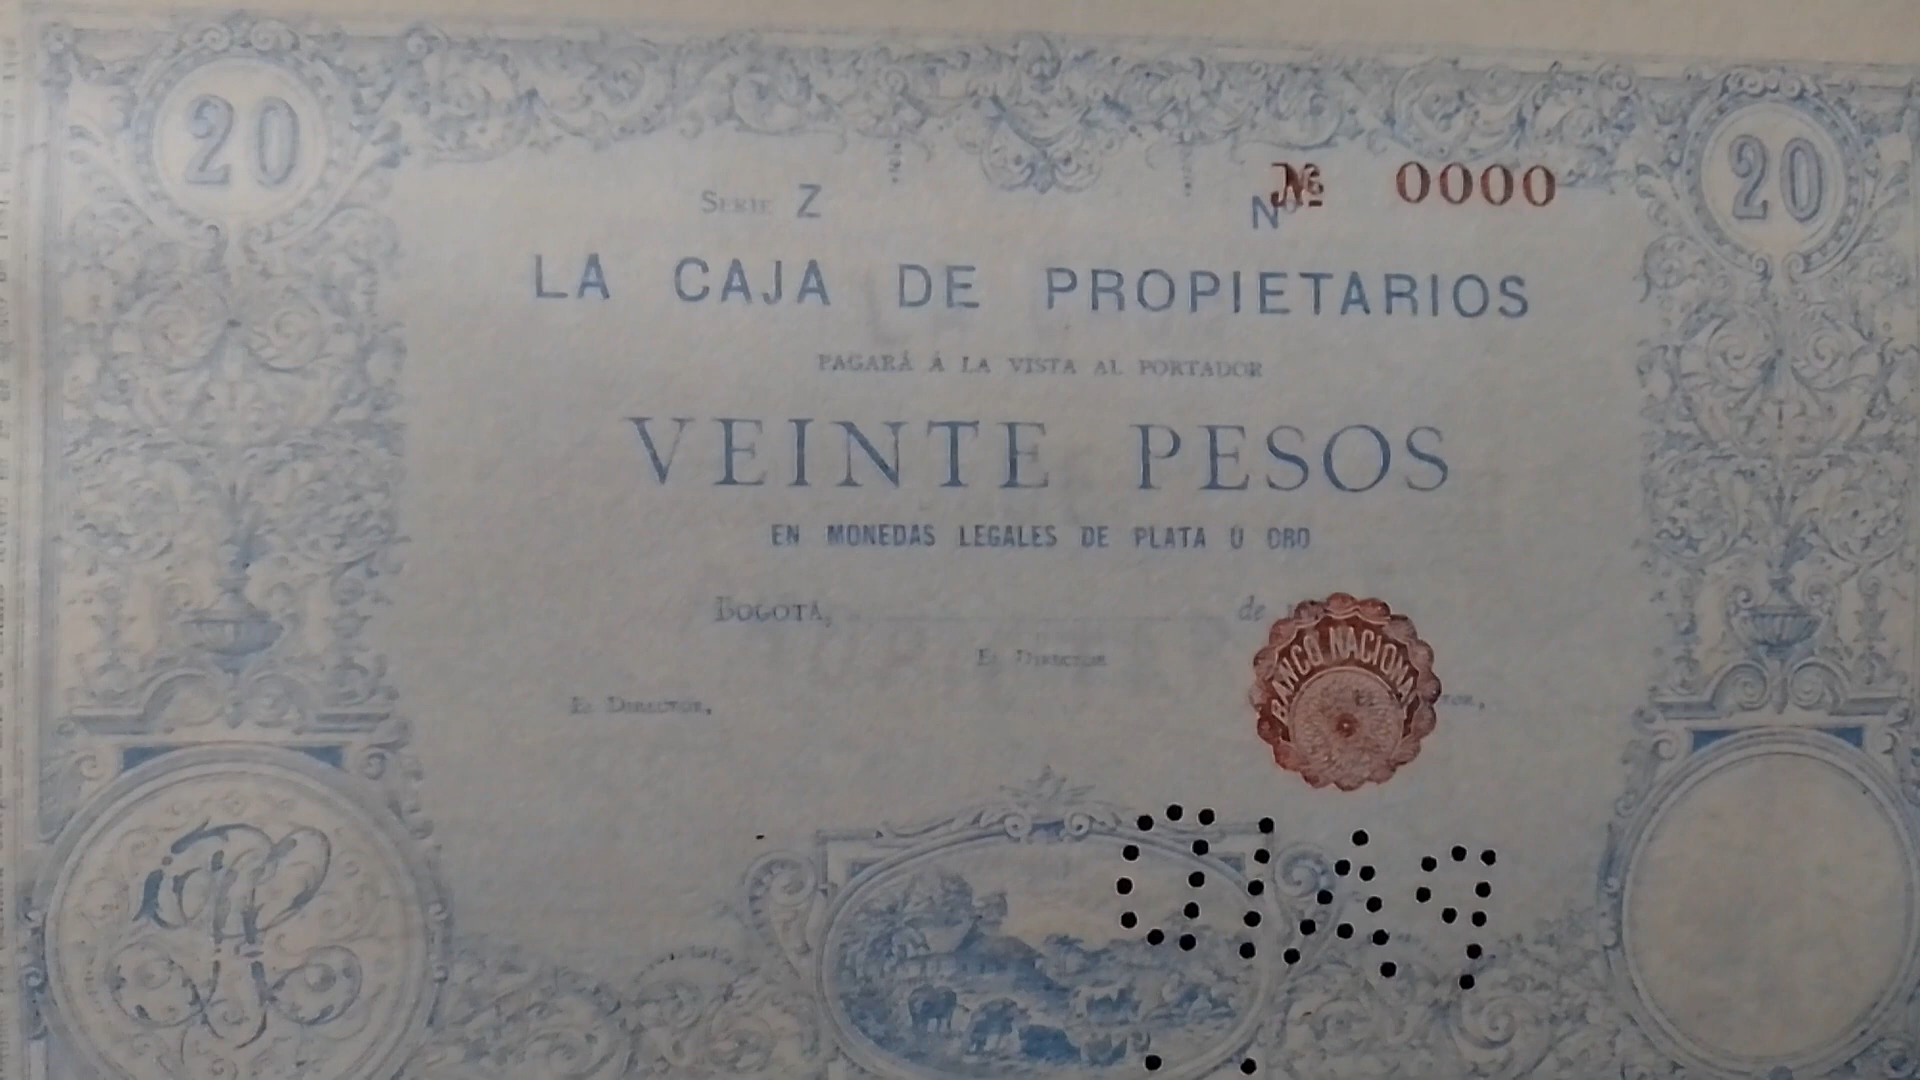 20
20
SERIE Z
Nº
Nº 0000
LA CAJA DE PROPIETARIOS
PAGARÁ Á LA VISTA AL PORTADOR
VEINTE PESOS
EN MONEDAS LEGALES DE PLATA U ORO
BOGOTÁ, de
EL DIRECTOR
EL DIRECTOR,
BANCO NACIONAL